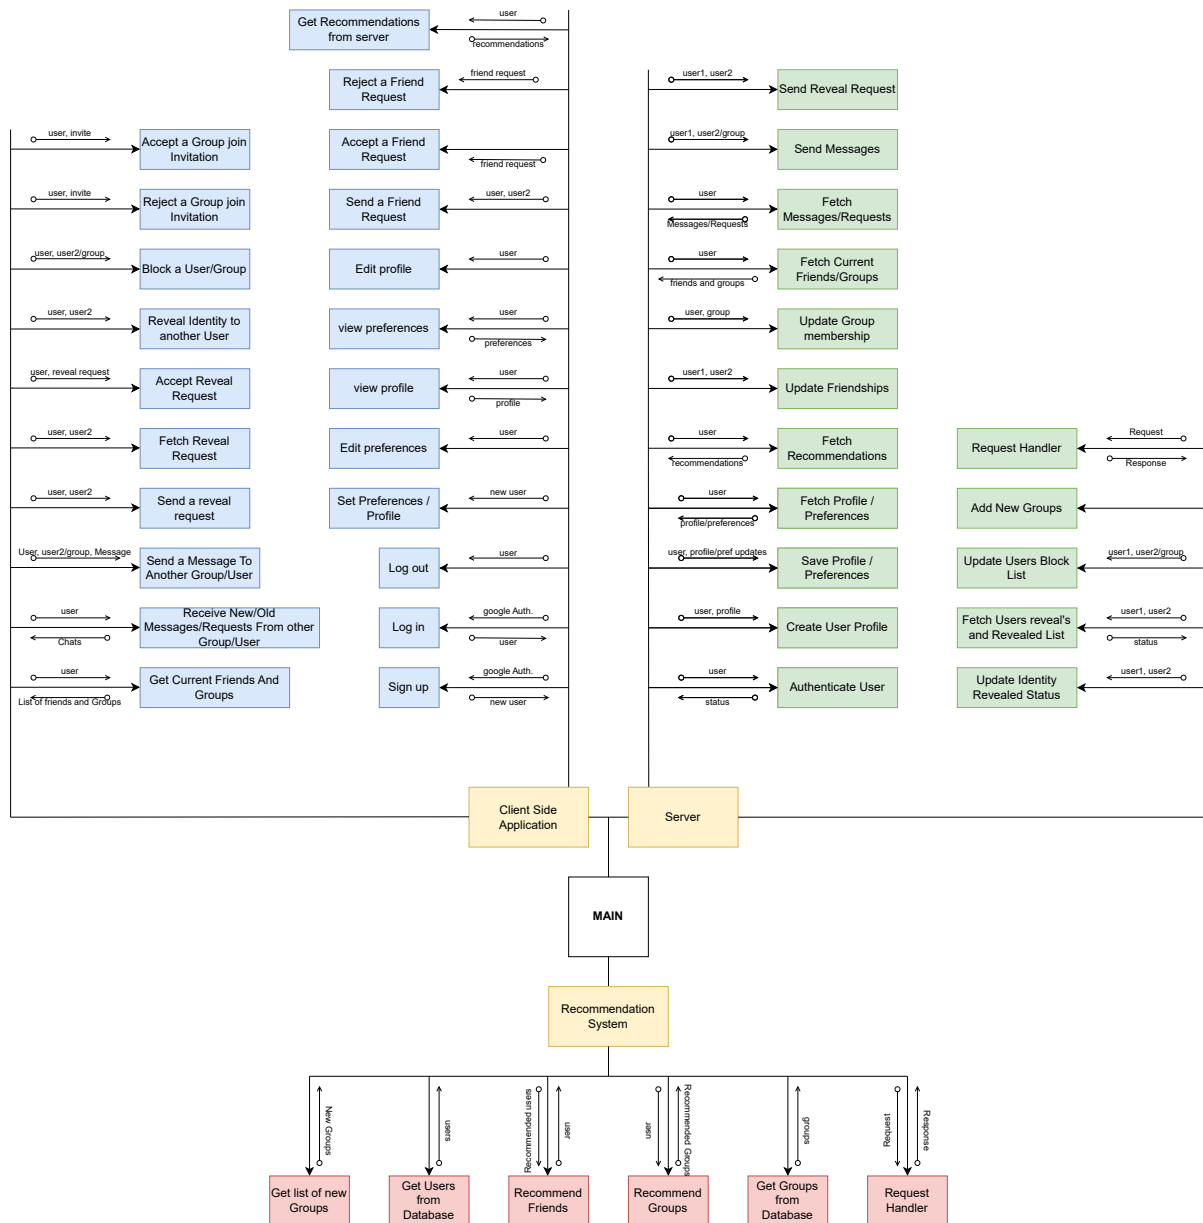 user
Get Recommendations
from server
recommendations
friend request
Reject a Friend
Request
user1, user2
Send Reveal Request
user, invite
Accept a Group join
Invitation
Accept a Friend
Request
friend request
user1, user2/group
Send Messages
user, invite
Reject a Group join
Invitation
Send a Friend
Request
user, user2
user
Fetch
Messages/Requests
Messages/Requests
user, user2/group
Block a User/Group
Edit profile
user
user
Fetch Current
Friends/Groups
friends and groups
user, user2
Reveal Identity to
another User
view preferences
user
preferences
user, group
Update Group
membership
user, reveal request
Accept Reveal
Request
view profile
user
profile
user1, user2
Update Friendships
user, user2
Fetch Reveal
Request
Edit preferences
user
user
Fetch
Recommendations
recommendations
Request Handler
Request
Response
user, user2
Send a reveal
request
Set Preferences /
Profile
new user
user
Fetch Profile /
Preferences
profile/preferences
Add New Groups
User, user2/group, Message
Send a Message To
Another Group/User
Log out
user
user, profile/pref updates
Save Profile /
Preferences
Update Users Block
List
user1, user2/group
user
Chats
Receive New/Old
Messages/Requests From other
Group/User
Log in
google Auth.
user
user, profile
Create User Profile
Fetch Users reveal's
and Revealed List
user1, user2
status
user
List of friends and Groups
Get Current Friends And
Groups
Sign up
google Auth.
new user
user
status
Authenticate User
Update Identity
Revealed Status
user1, user2
Client Side
Application
Server
MAIN
Recommendation
System
New Groups
users
Recommended users
user
user
Recommended Groups
groups
Request
Response
Get list of new
Groups
Get Users
from
Database
Recommend
Friends
Recommend
Groups
Get Groups
from
Database
Request
Handler